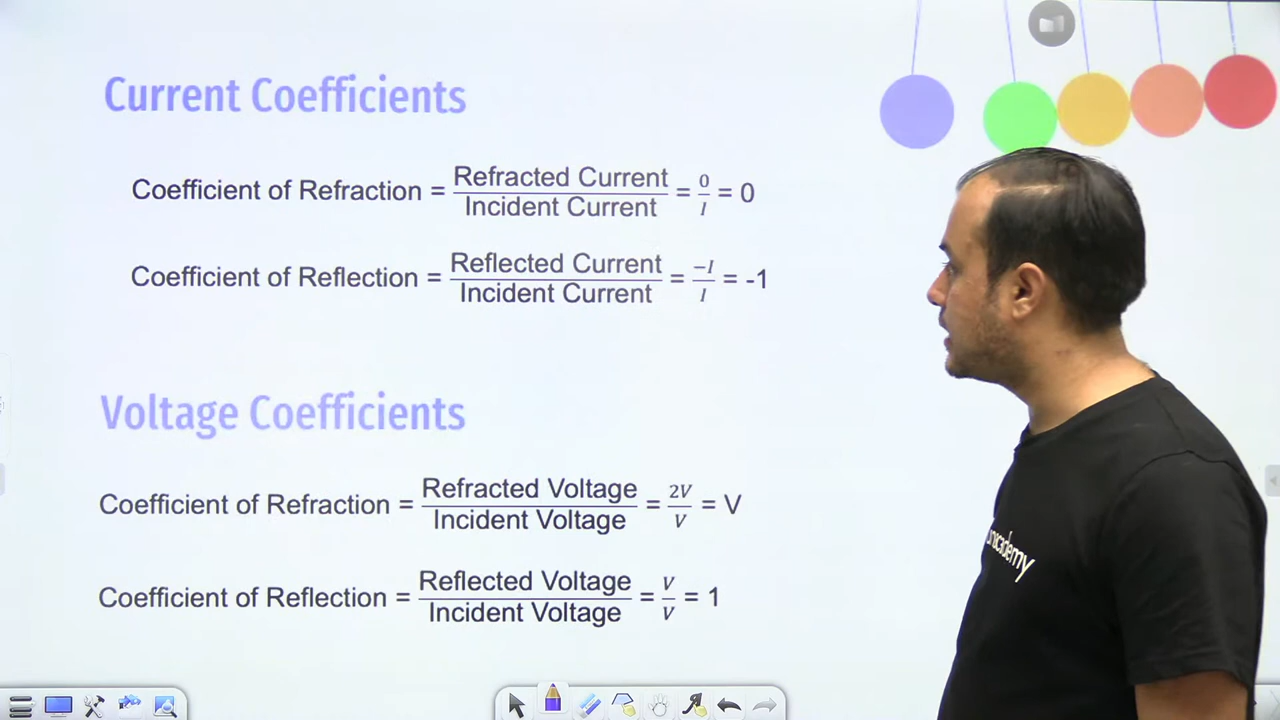 Current Coefficients
Coefficient of Refraction = Refracted Current / Incident Current = 0 / I = 0
Coefficient of Reflection = Reflected Current / Incident Current = −I / I = -1
Voltage Coefficients
Coefficient of Refraction = Refracted Voltage / Incident Voltage = 2V / V = V
Coefficient of Reflection = Reflected Voltage / Incident Voltage = V / V = 1